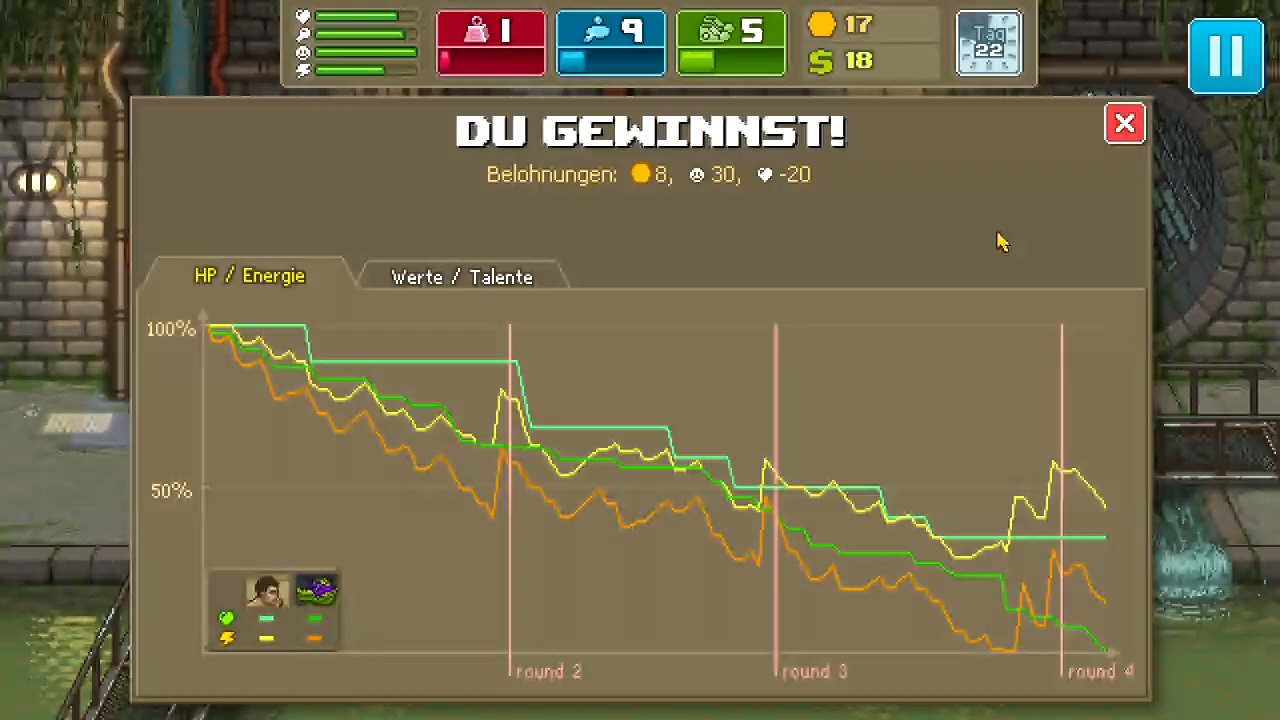 1
9
5
17
18
Tag
22
DU GEWINNST!
Belohnungen: 8, 30, -20
HP / Energie
Werte / Talente
100%
50%
round 2
round 3
round 4